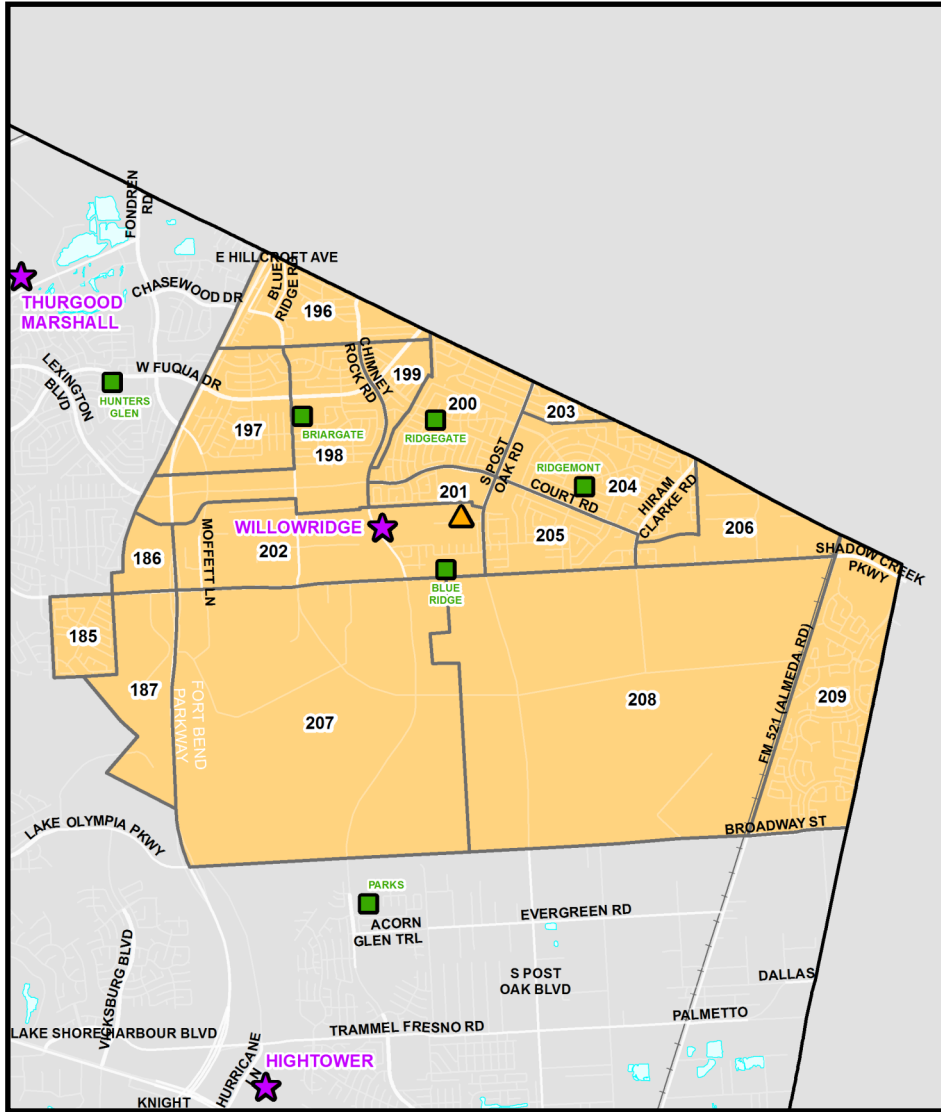 FONDREN
RD
E HILLCROFT AVE
BLUE
RIDGE RD
THURGOOD
MARSHALL
CHASEWOOD DR
196
LEXINGTON
BLVD
W FUQUA DR
CHIMNEY
ROCK RD
199
HUNTERS
GLEN
200
203
197
BRIARGATE
198
RIDGEGATE
S POST
OAK RD
RIDGEMONT
204
HIRAM
CLARKE RD
COURT RD
201
WILLOWRIDGE
MOFFETT LN
202
205
206
186
SHADOW CREEK
PKWY
BLUE
RIDGE
185
187
FORT BEND
PARKWAY
207
208
FM 521 (ALMEDA RD)
209
LAKE OLYMPIA PKWY
BROADWAY ST
PARKS
ACORN
GLEN TRL
EVERGREEN RD
VICKSBURG BLVD
S POST
OAK BLVD
DALLAS
PALMETTO
LAKE SHORE HARBOUR BLVD
TRAMMEL FRESNO RD
HURRICANE
LN
HIGHTOWER
KNIGHT